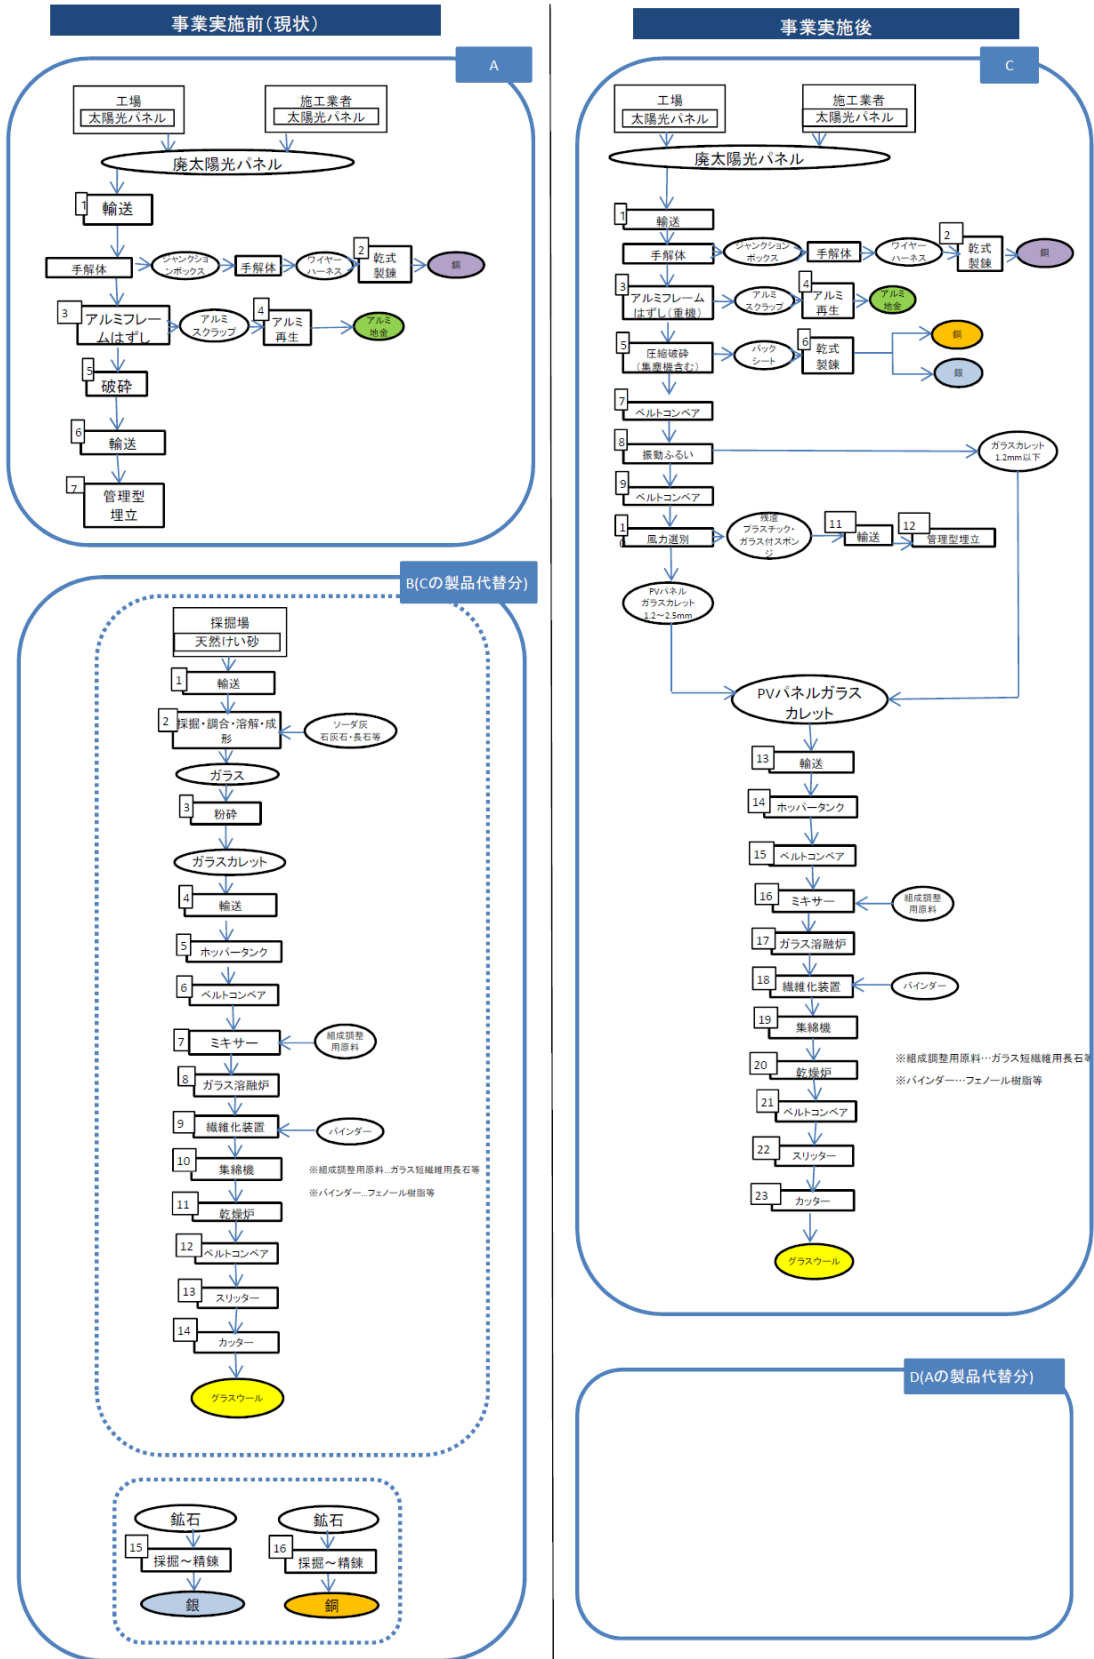 事業実施前(現状)
A
工場
太陽光パネル
施工業者
太陽光パネル
廃太陽光パネル
1
輸送
手解体
ジャンクショ
ンボックス
手解体
ワイヤー
ハーネス
2
乾式
製錬
銅
3
アルミフレー
ムはずし
アルミ
スクラップ
4
アルミ
再生
アルミ
地金
5
破砕
6
輸送
7
管理型
埋立
B(Cの製品代替分)
採掘場
天然けい砂
1
輸送
2
採掘・調合・溶解・成
形
ソーダ灰
石灰石・長石等
ガラス
3
粉砕
ガラスカレット
4
輸送
5
ホッパータンク
6
ベルトコンベア
7
ミキサー
組成調整
用原料
8
ガラス溶融炉
9
繊維化装置
バインダー
10
集綿機
※組成調整用原料…ガラス短繊維用長石等
※バインダー…フェノール樹脂等
11
乾燥炉
12
ベルトコンベア
13
スリッター
14
カッター
グラスウール
鉱石
15
採掘～精錬
銀
鉱石
16
採掘～精錬
銅
事業実施後
C
工場
太陽光パネル
施工業者
太陽光パネル
廃太陽光パネル
1
輸送
手解体
ジャンクション
ボックス
手解体
ワイヤー
ハーネス
2
乾式
製錬
銅
3
アルミフレーム
はずし(重機)
アルミ
スクラップ
4
アルミ
再生
アルミ
地金
5
圧縮破砕
(集塵機含む)
バック
シート
6
乾式
製錬
銅
銀
7
ベルトコンベア
8
振動ふるい
ガラスカレット
1.2mm以下
9
ベルトコンベア
1
風力選別
残渣
プラスチック・
ガラス付スポン
ジ
11
輸送
12
管理型埋立
PVパネル
ガラスカレット
1.2～2.5mm
PVパネルガラス
カレット
13
輸送
14
ホッパータンク
15
ベルトコンベア
16
ミキサー
組成調整
用原料
17
ガラス溶融炉
18
繊維化装置
バインダー
19
集綿機
20
乾燥炉
※組成調整用原料…ガラス短繊維用長石等
※バインダー…フェノール樹脂等
21
ベルトコンベア
22
スリッター
23
カッター
グラスウール
D(Aの製品代替分)